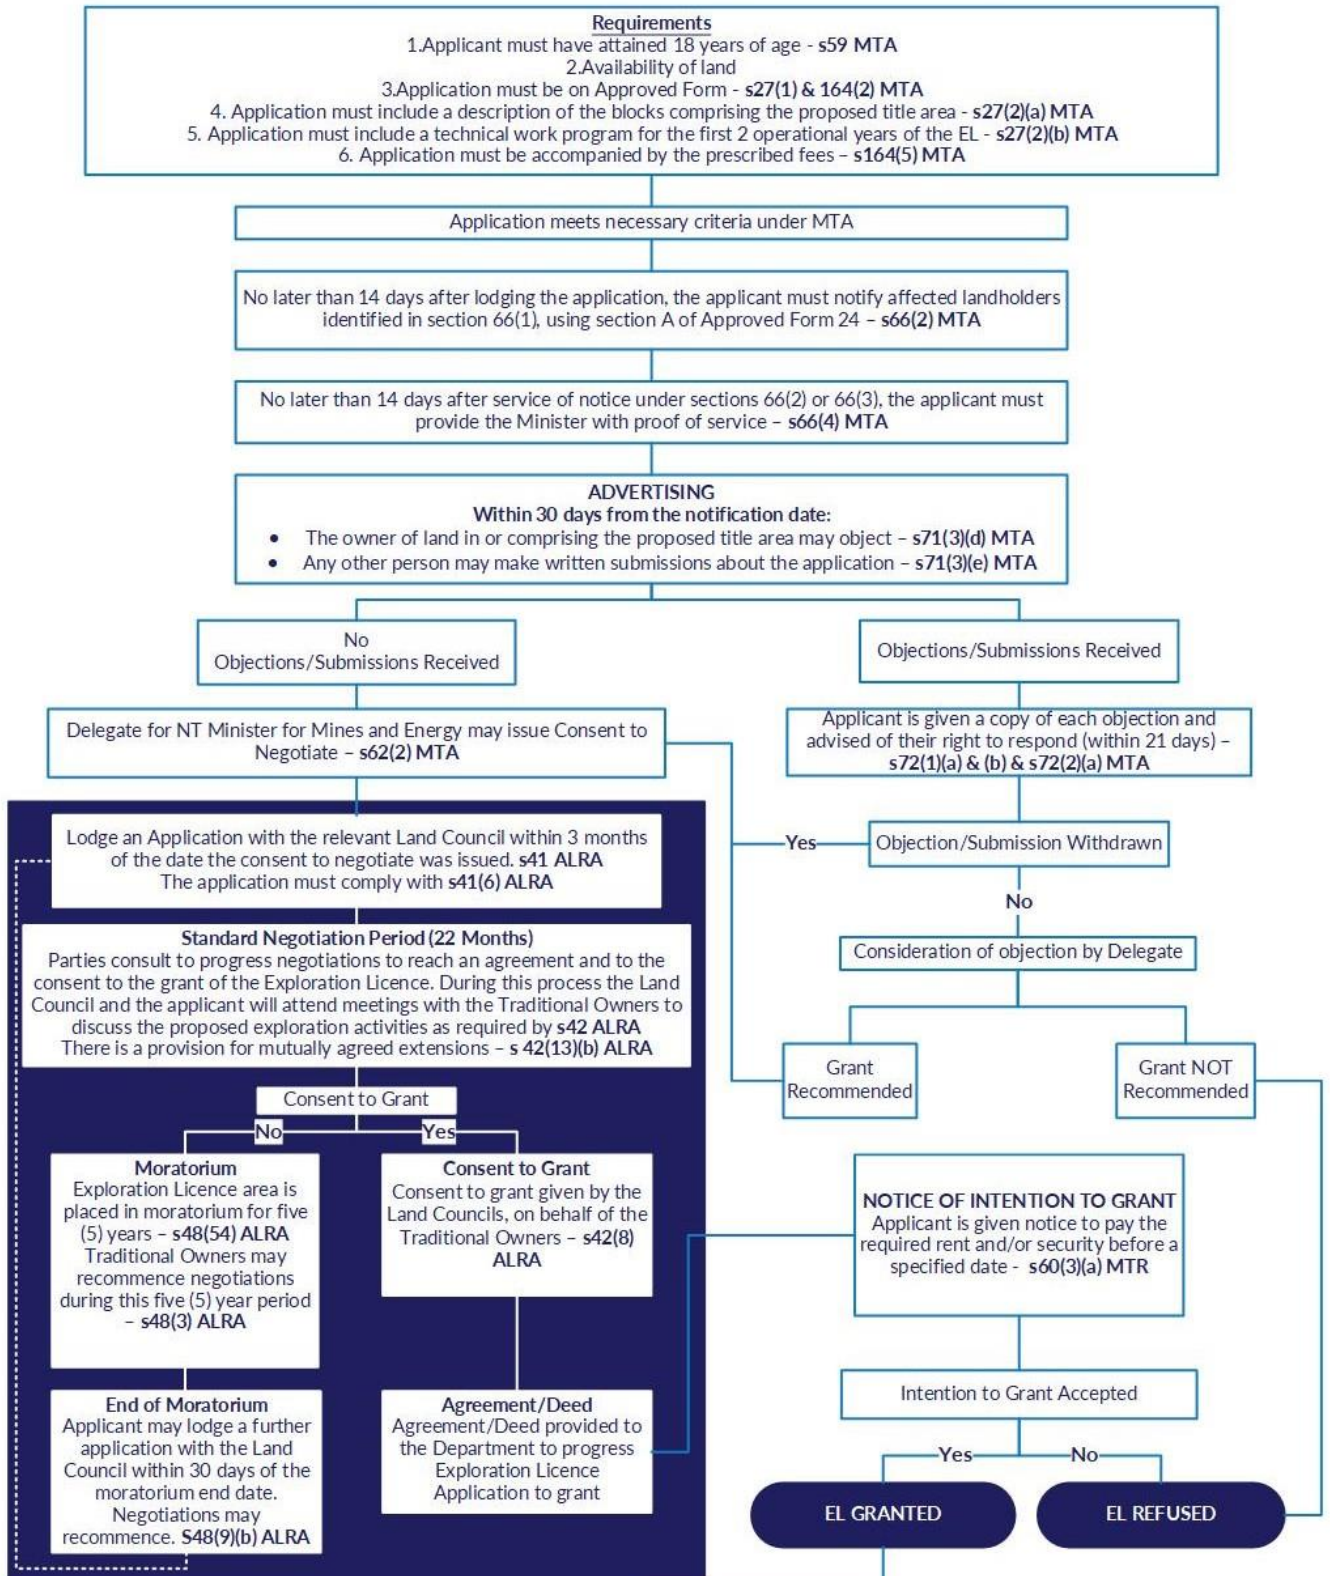 Requirements
1.Applicant must have attained 18 years of age - s59 MTA
2.Availability of land
3.Application must be on Approved Form - s27(1) & 164(2) MTA
4. Application must include a description of the blocks comprising the proposed title area - s27(2)(a) MTA
5. Application must include a technical work program for the first 2 operational years of the EL - s27(2)(b) MTA
6. Application must be accompanied by the prescribed fees – s164(5) MTA
Application meets necessary criteria under MTA
No later than 14 days after lodging the application, the applicant must notify affected landholders
identified in section 66(1), using section A of Approved Form 24 – s66(2) MTA
No later than 14 days after service of notice under sections 66(2) or 66(3), the applicant must
provide the Minister with proof of service – s66(4) MTA
ADVERTISING
Within 30 days from the notification date:
• The owner of land in or comprising the proposed title area may object – s71(3)(d) MTA
• Any other person may make written submissions about the application – s71(3)(e) MTA
No
Objections/Submissions Received
Objections/Submissions Received
Delegate for NT Minister for Mines and Energy may issue Consent to
Negotiate – s62(2) MTA
Applicant is given a copy of each objection and
advised of their right to respond (within 21 days) –
s72(1)(a) & (b) & s72(2)(a) MTA
Lodge an Application with the relevant Land Council within 3 months
of the date the consent to negotiate was issued. s41 ALRA
The application must comply with s41(6) ALRA
Yes
Objection/Submission Withdrawn
No
Standard Negotiation Period (22 Months)
Parties consult to progress negotiations to reach an agreement and to the
consent to the grant of the Exploration Licence. During this process the Land
Council and the applicant will attend meetings with the Traditional Owners to
discuss the proposed exploration activities as required by s42 ALRA
There is a provision for mutually agreed extensions – s 42(13)(b) ALRA
Consideration of objection by Delegate
Grant
Recommended
Grant NOT
Recommended
Consent to Grant
No
Yes
Moratorium
Exploration Licence area is
placed in moratorium for five
(5) years – s48(54) ALRA
Traditional Owners may
recommence negotiations
during this five (5) year period
– s48(3) ALRA
Consent to Grant
Consent to grant given by the
Land Councils, on behalf of the
Traditional Owners – s42(8)
ALRA
NOTICE OF INTENTION TO GRANT
Applicant is given notice to pay the
required rent and/or security before a
specified date - s60(3)(a) MTR
End of Moratorium
Applicant may lodge a further
application with the Land
Council within 30 days of the
moratorium end date.
Negotiations may
recommence. S48(9)(b) ALRA
Agreement/Deed
Agreement/Deed provided to
the Department to progress
Exploration Licence
Application to grant
Intention to Grant Accepted
Yes
No
EL GRANTED
EL REFUSED